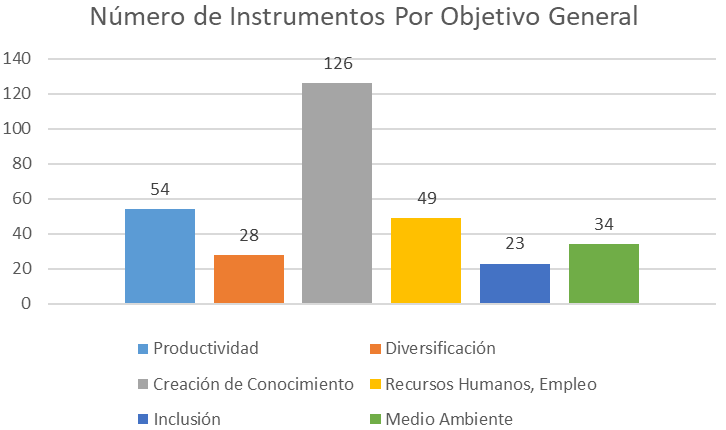 Número de Instrumentos Por Objetivo General
140
120
100
80
60
40
20
0
54
28
126
49
23
34
Productividad
Diversificación
Creación de Conocimiento
Recursos Humanos, Empleo
Inclusión
Medio Ambiente